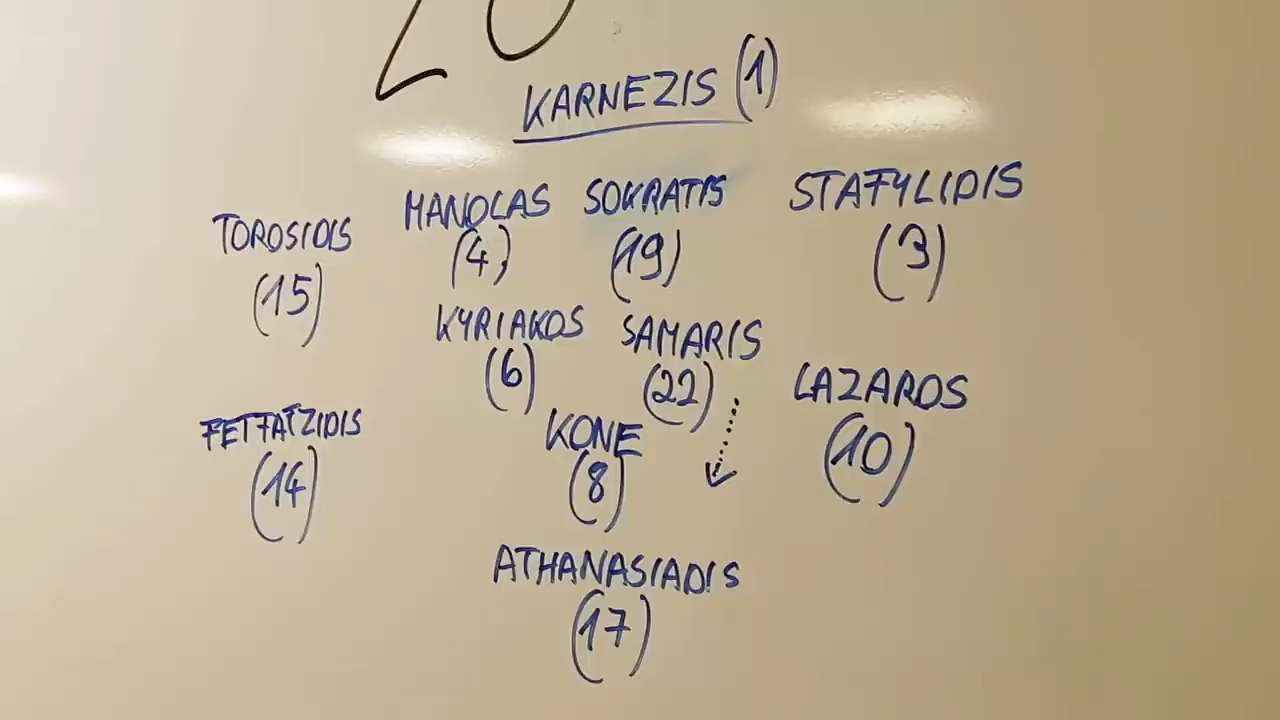 KARNEZIS (1)
TOROSIDIS MANOLAS SOKRATIS STAFYLIDIS
(15) (4) (19) (3)
KYRIAKOS SAMARIS
(6) (22)
FETFATZIDIS KONE LAZAROS
(14) (8) (10)
ATHANASIADIS
(17)